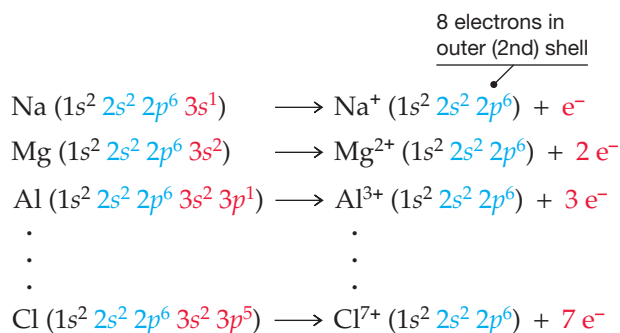 8 electrons in
outer (2nd) shell
Na (1s² 2s² 2p⁶ 3s¹) ⟶ Na⁺ (1s² 2s² 2p⁶) + e⁻
Mg (1s² 2s² 2p⁶ 3s²) ⟶ Mg²⁺ (1s² 2s² 2p⁶) + 2 e⁻
Al (1s² 2s² 2p⁶ 3s² 3p¹) ⟶ Al³⁺ (1s² 2s² 2p⁶) + 3 e⁻
. .
. .
. .
Cl (1s² 2s² 2p⁶ 3s² 3p⁵) ⟶ Cl⁷⁺ (1s² 2s² 2p⁶) + 7 e⁻